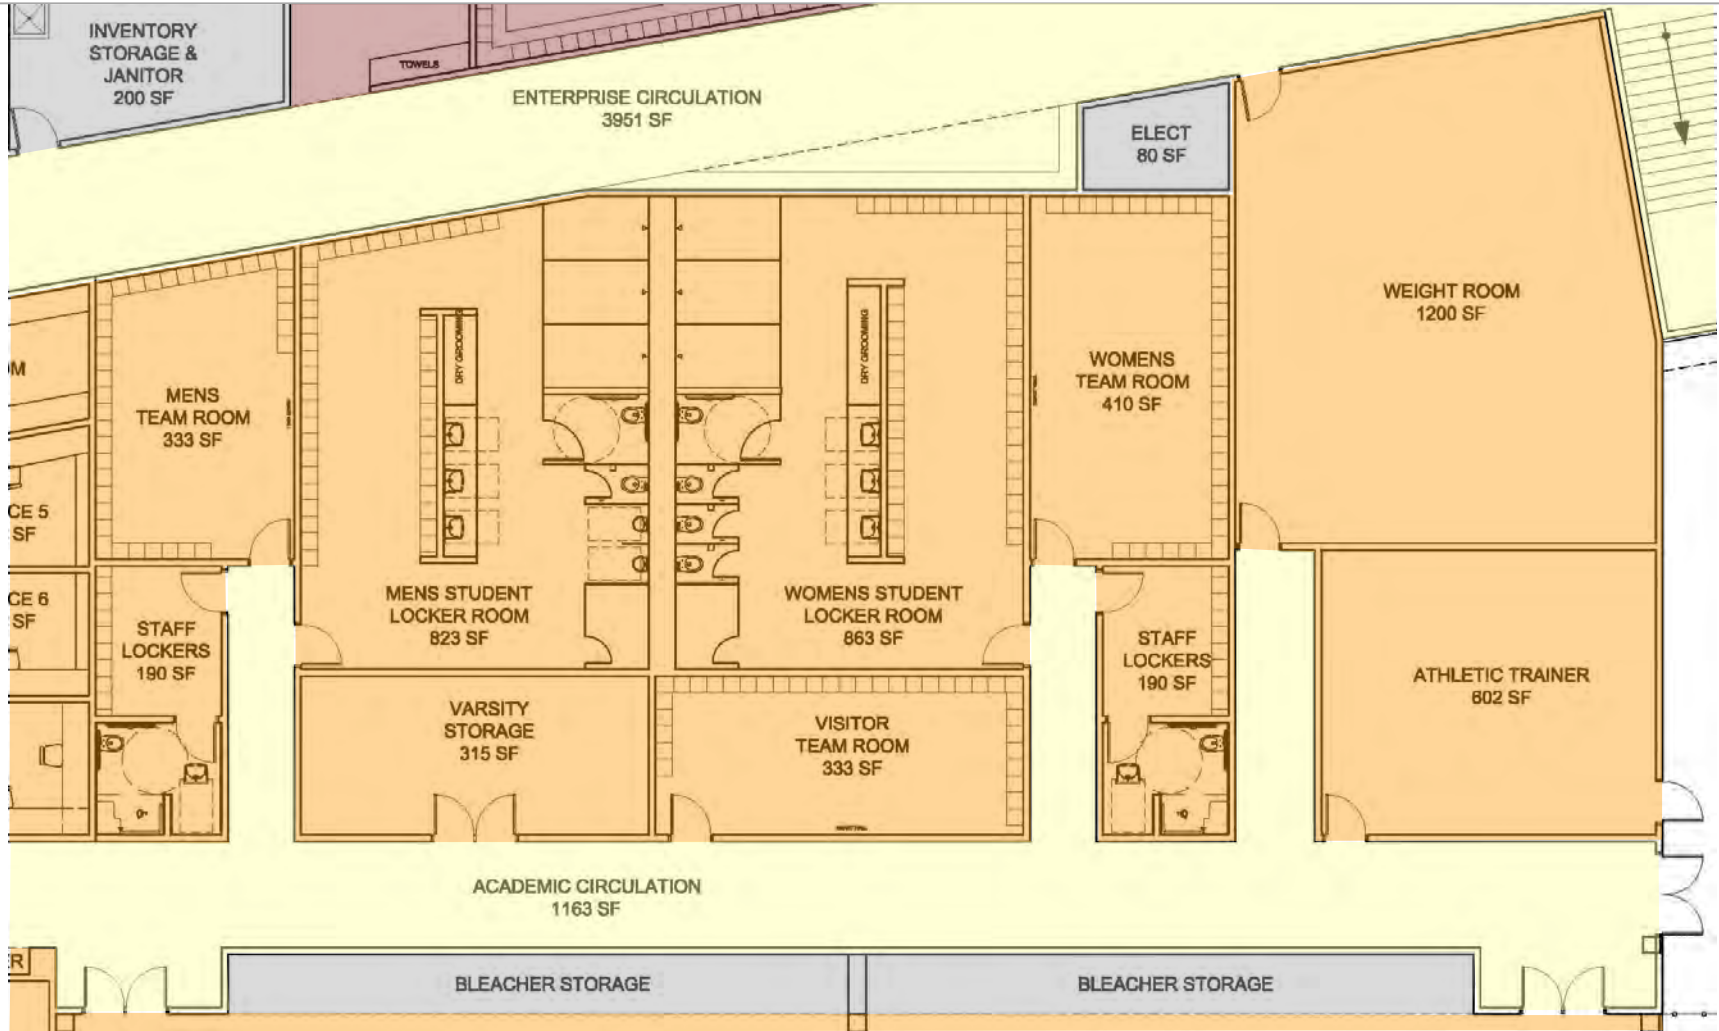 INVENTORY
STORAGE &
JANITOR
200 SF
TOWELS
ENTERPRISE CIRCULATION
3951 SF
ELECT
80 SF
WEIGHT ROOM
1200 SF
DRY GROOMING
DRY GROOMING
WOMENS
TEAM ROOM
410 SF
MENS
TEAM ROOM
333 SF
CE 5
SF
CE 6
SF
MENS STUDENT
LOCKER ROOM
823 SF
WOMENS STUDENT
LOCKER ROOM
863 SF
STAFF
LOCKERS
190 SF
STAFF
LOCKERS
190 SF
ATHLETIC TRAINER
602 SF
VARSITY
STORAGE
315 SF
VISITOR
TEAM ROOM
333 SF
ACADEMIC CIRCULATION
1163 SF
ER
BLEACHER STORAGE
BLEACHER STORAGE